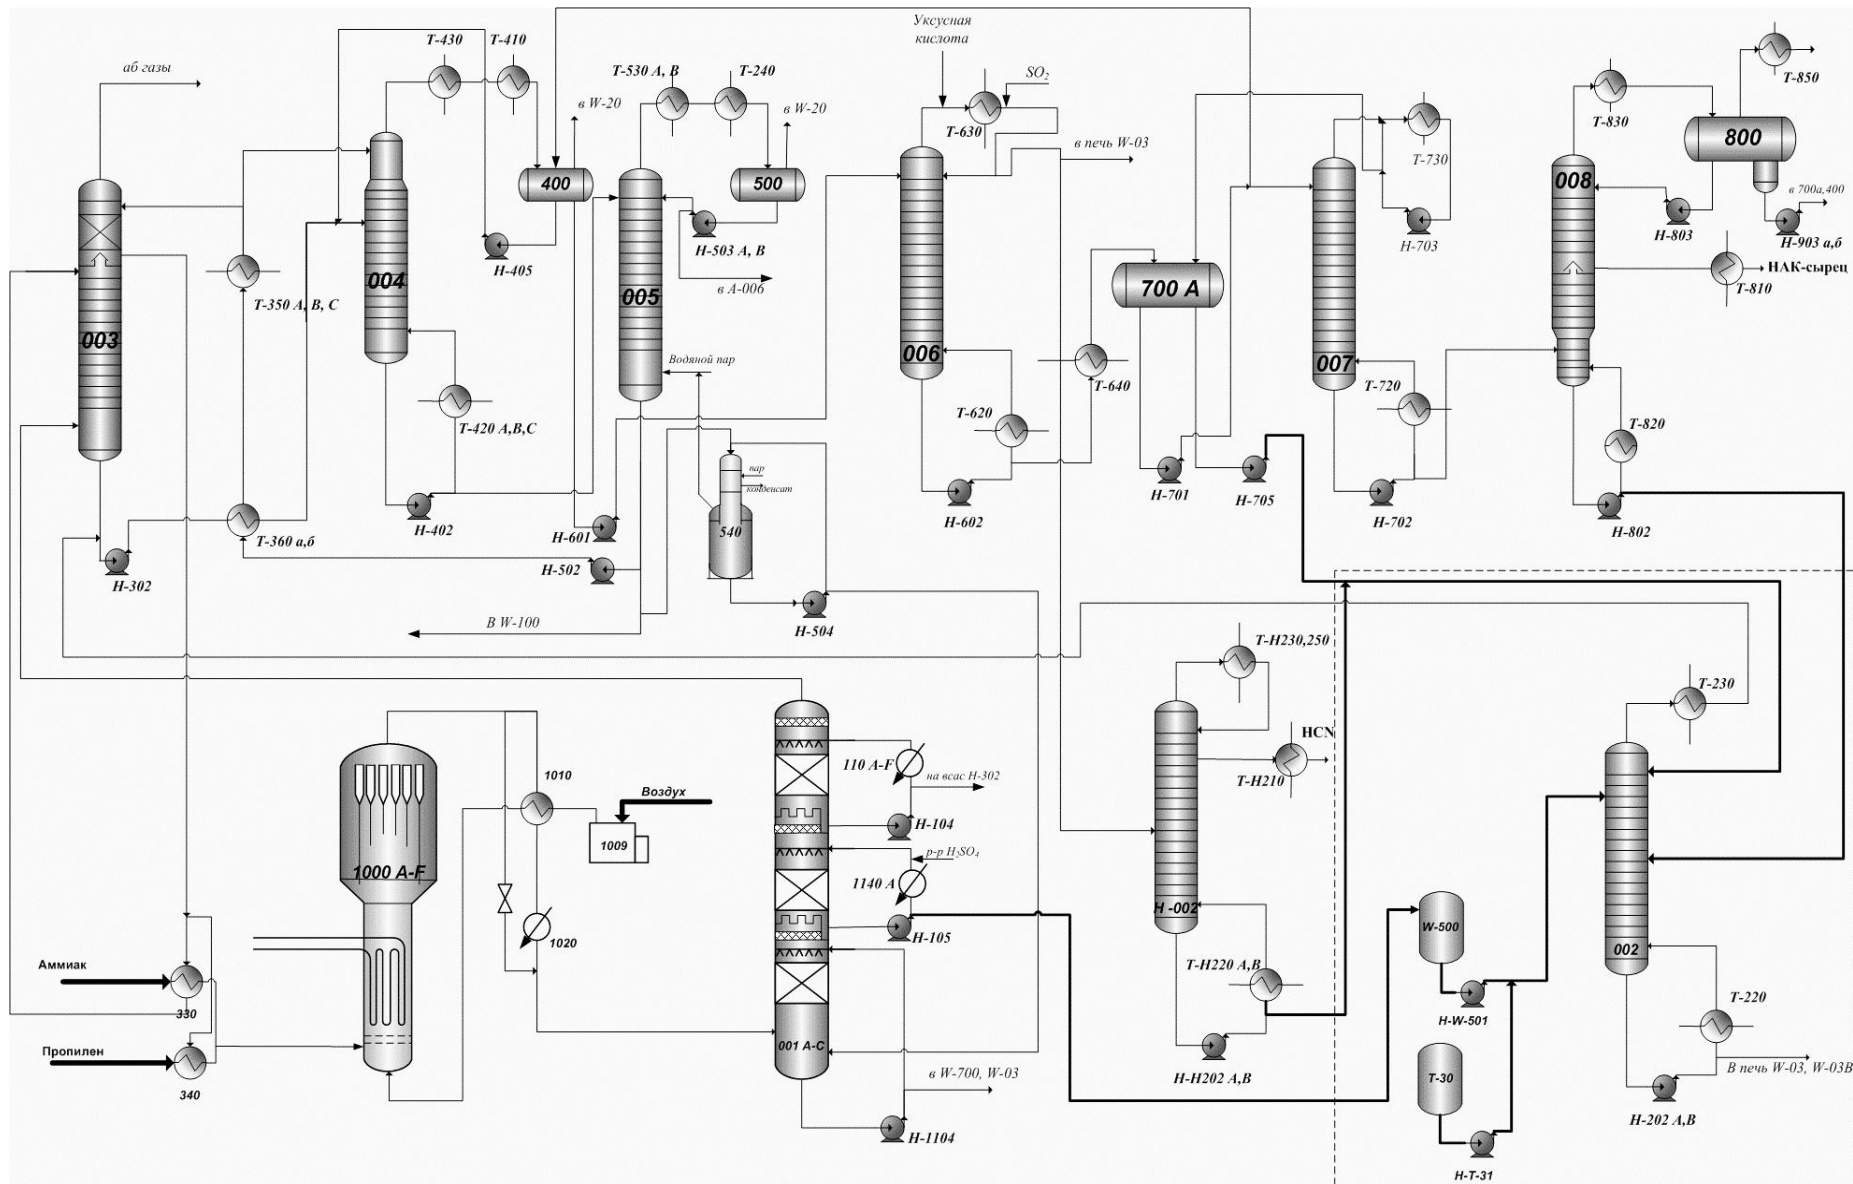 аб газы
003
Н-302
Т-350 А, В, С
Т-360 а,б
Т-430
Т-410
004
Т-420 А,В,С
Н-402
Н-405
400
в W-20
Т-530 А, В
Т-240
в W-20
500
005
Н-503 А, В
в А-006
Водяной пар
пар
конденсат
540
Н-601
Н-502
В W-100
Н-504
Уксусная
кислота
SO2
Т-630
006
Т-620
Н-602
Т-640
в печь W-03
700 А
Н-701
Н-705
Т-730
Н-703
007
Т-720
Н-702
Т-830
Т-850
800
008
Н-803
в 700а,400
Н-903 а,б
НАК-сырец
Т-810
Т-820
Н-802
1000 A-F
1010
Воздух
1009
1020
Аммиак
330
Пропилен
340
110 A-F
на всас Н-302
Н-104
р-р H2SO4
1140 А
Н-105
001 А-С
в W-700, W-03
Н-1104
Т-Н230,250
HCN
Т-Н210
Н -002
Т-Н220 А,В
Н-Н202 А,В
W-500
Н-W-501
Т-30
Н-Т-31
Т-230
002
Т-220
В печь W-03, W-03В
Н-202 А,В